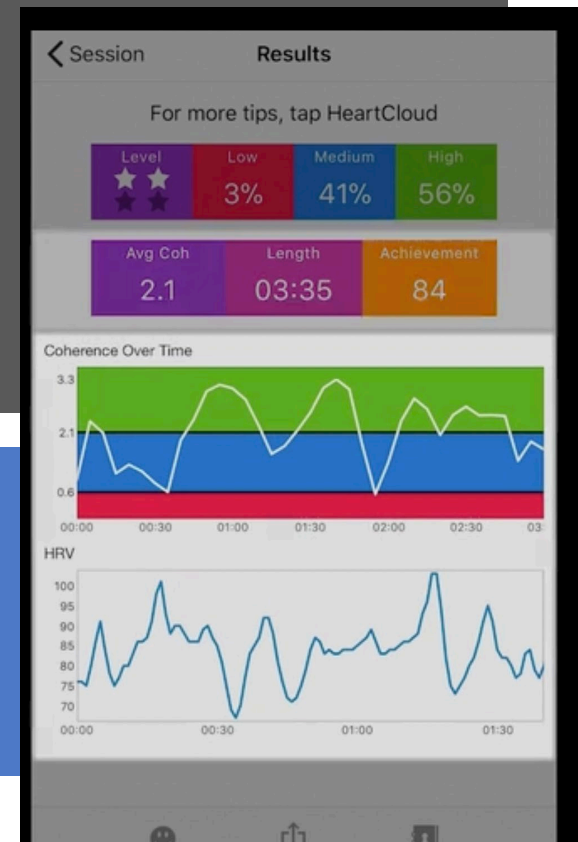 Session Results
For more tips, tap HeartCloud
Level Low Medium High
3% 41% 56%
Avg Coh Length Achievement
2.1 03:35 84
Coherence Over Time
3.3
2.1
0.6
00:00 00:30 01:00 01:30 02:00 02:30 03:
HRV
100
95
90
85
80
75
70
00:00 00:30 01:00 01:30